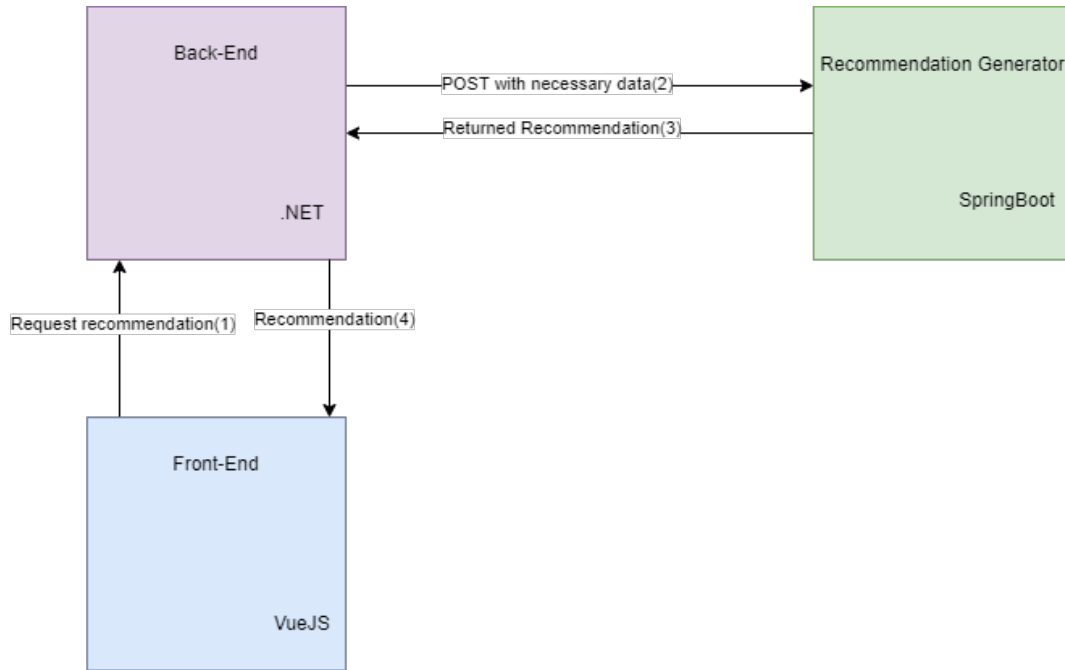 Back-End
Recommendation Generator
POST with necessary data(2)
Returned Recommendation(3)
SpringBoot
.NET
Request recommendation(1)
Recommendation(4)
Front-End
VueJS